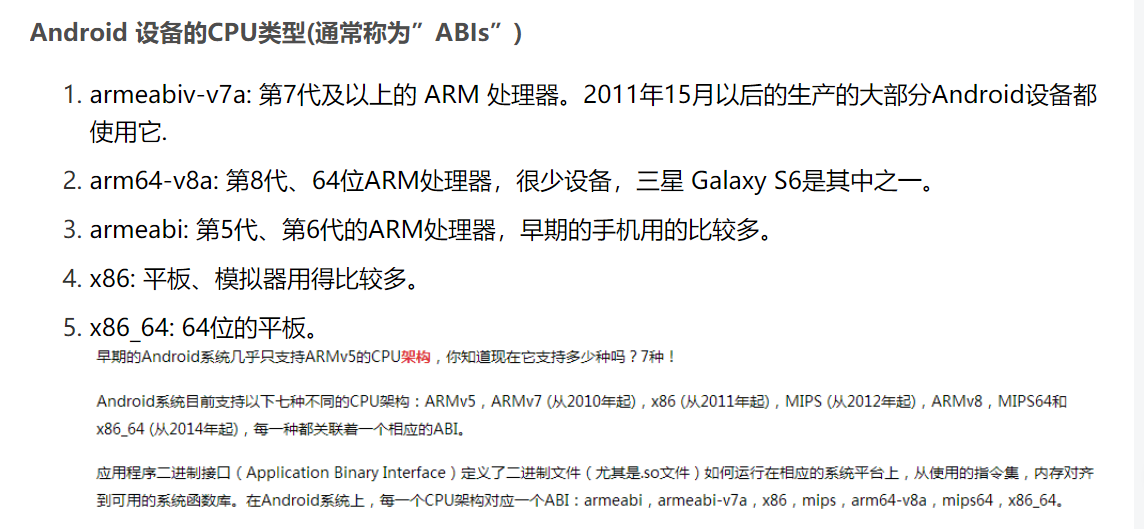 Android 设备的CPU类型(通常称为”ABIs”)
1. armeabiv-v7a: 第7代及以上的 ARM 处理器。2011年15月以后的生产的大部分Android设备都
使用它.
2. arm64-v8a: 第8代、64位ARM处理器，很少设备，三星 Galaxy S6是其中之一。
3. armeabi: 第5代、第6代的ARM处理器，早期的手机用的比较多。
4. x86: 平板、模拟器用得比较多。
5. x86_64: 64位的平板。
早期的Android系统几乎只支持ARMv5的CPU架构，你知道现在它支持多少种吗？7种！
Android系统目前支持以下七种不同的CPU架构：ARMv5，ARMv7 (从2010年起)，x86 (从2011年起)，MIPS (从2012年起)，ARMv8，MIPS64和
x86_64 (从2014年起)，每一种都关联着一个相应的ABI。
应用程序二进制接口（Application Binary Interface）定义了二进制文件（尤其是.so文件）如何运行在相应的系统平台上，从使用的指令集，内存对齐
到可用的系统函数库。在Android系统上，每一个CPU架构对应一个ABI：armeabi，armeabi-v7a，x86，mips，arm64-v8a，mips64，x86_64。